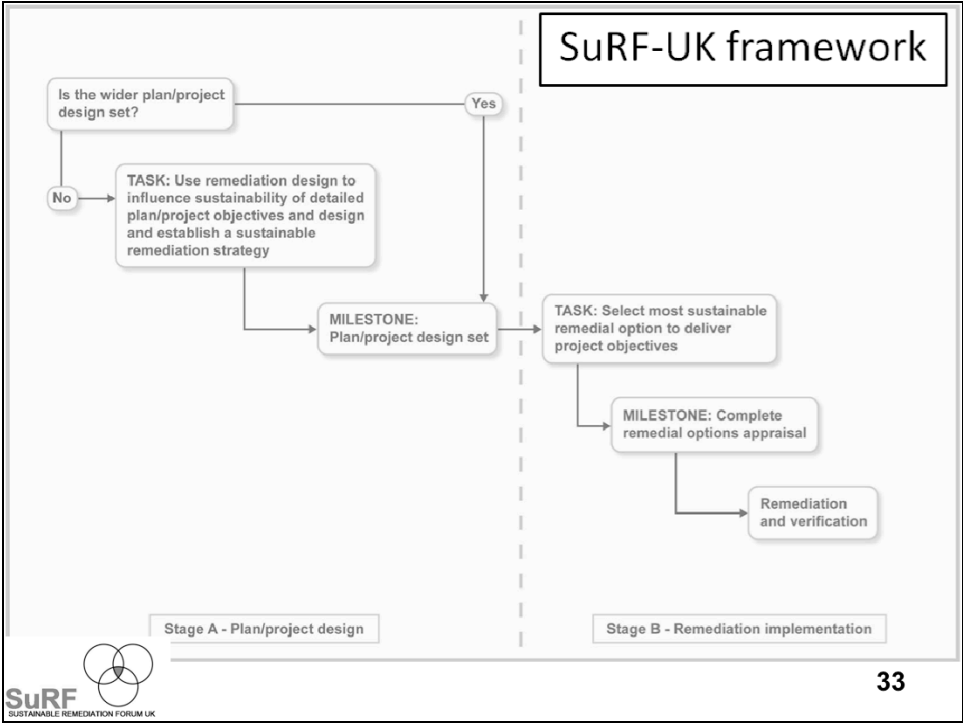 SuRF-UK framework
Is the wider plan/project
design set?
Yes
No
TASK: Use remediation design to
influence sustainability of detailed
plan/project objectives and design
and establish a sustainable
remediation strategy
MILESTONE:
Plan/project design set
TASK: Select most sustainable
remedial option to deliver
project objectives
MILESTONE: Complete
remedial options appraisal
Remediation
and verification
Stage A - Plan/project design
Stage B - Remediation implementation
SuRF
SUSTAINABLE REMEDIATION FORUM UK
33